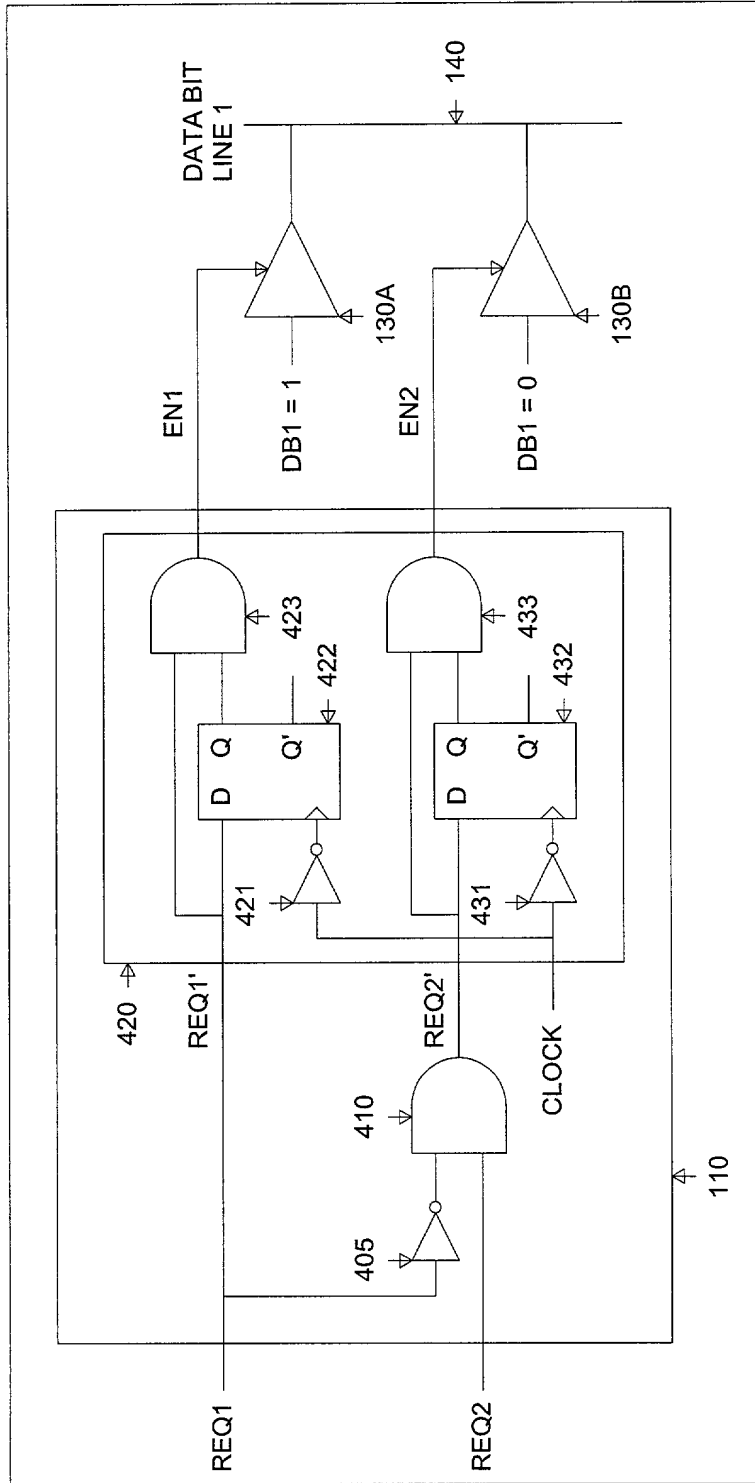 DATA BIT
LINE 1
140
EN1
130A
DB1 = 1
EN2
130B
DB1 = 0
423
D
Q
Q'
422
421
433
D
Q
Q'
432
431
420
REQ1'
REQ2'
410
405
CLOCK
110
REQ1
REQ2